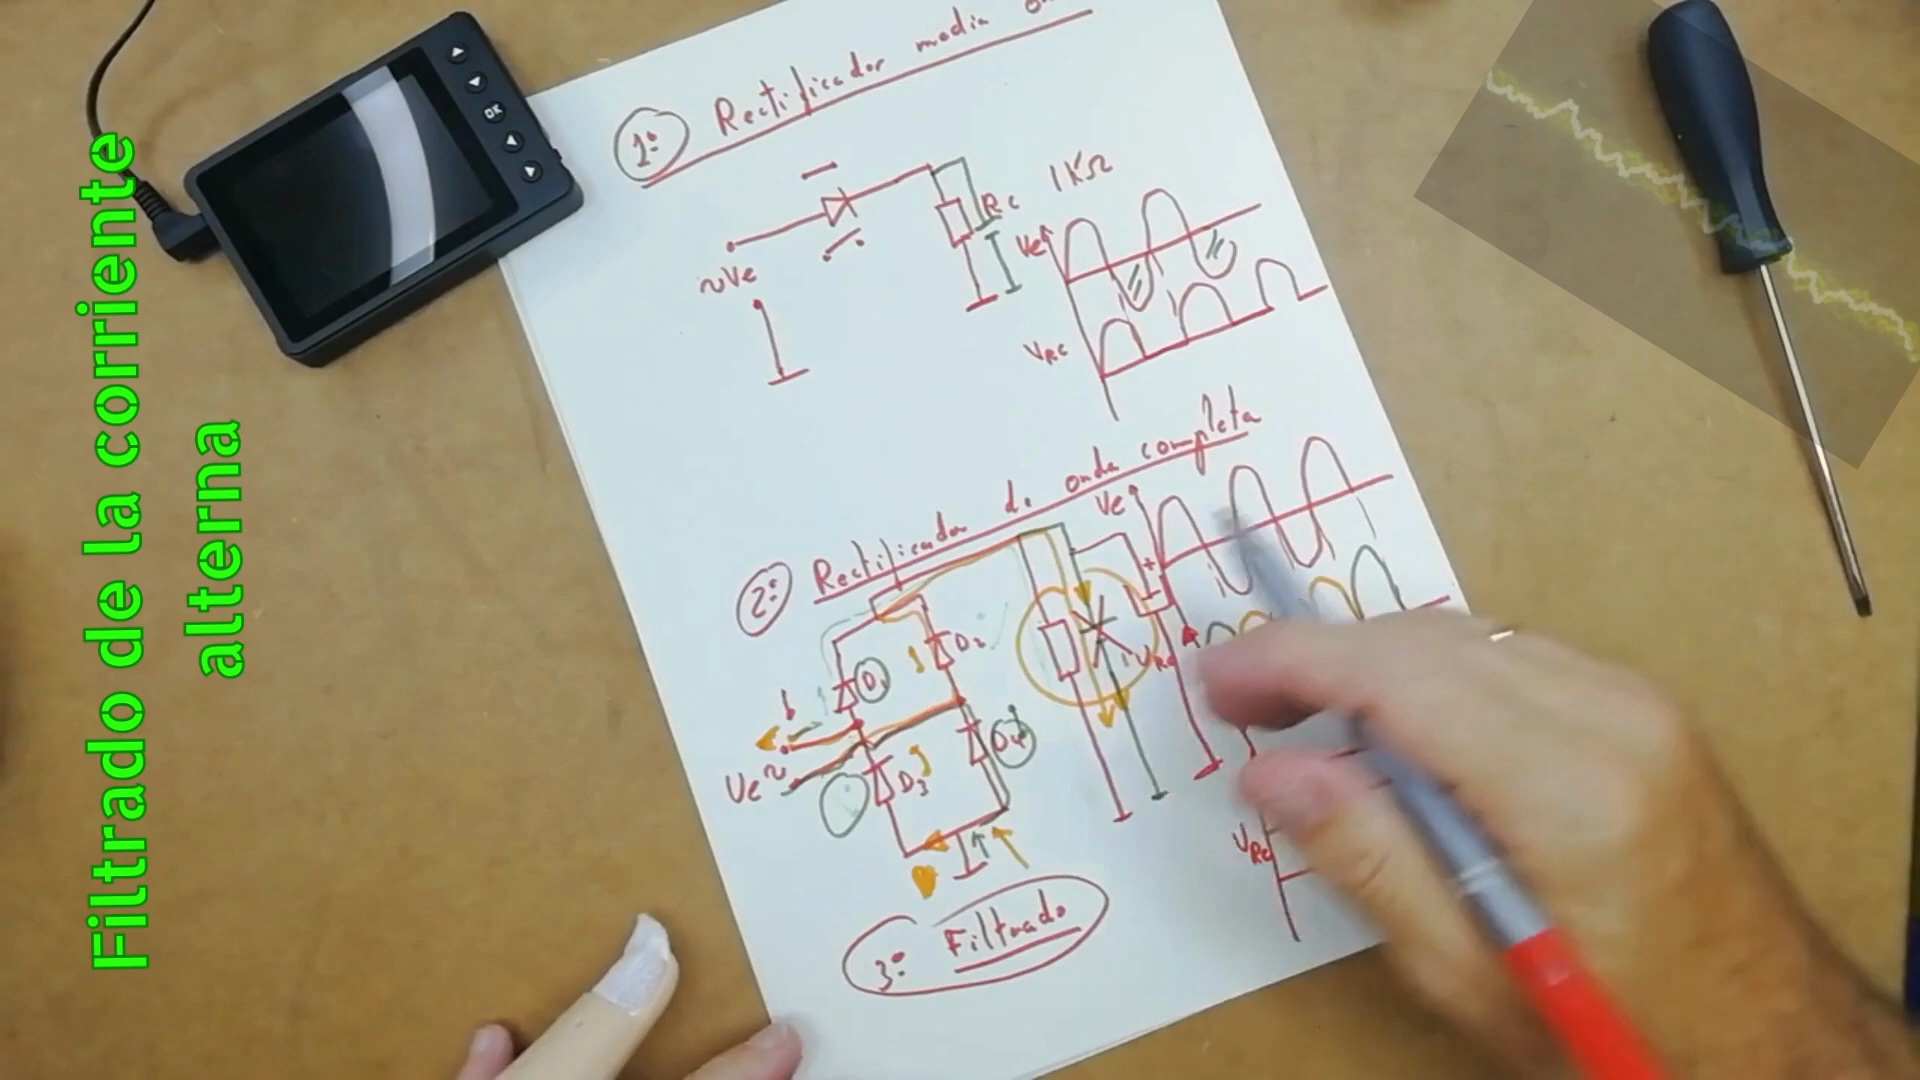 Filtrado de la corriente
alterna
OK
1º
Rectificador media
~Ve
Rc
1KΩ
Ve
VRC
2º
Rectificador de onda completa
Ve
D1
D2
D3
D4
Ve~
+
VRC
VRC
3º Filtrado